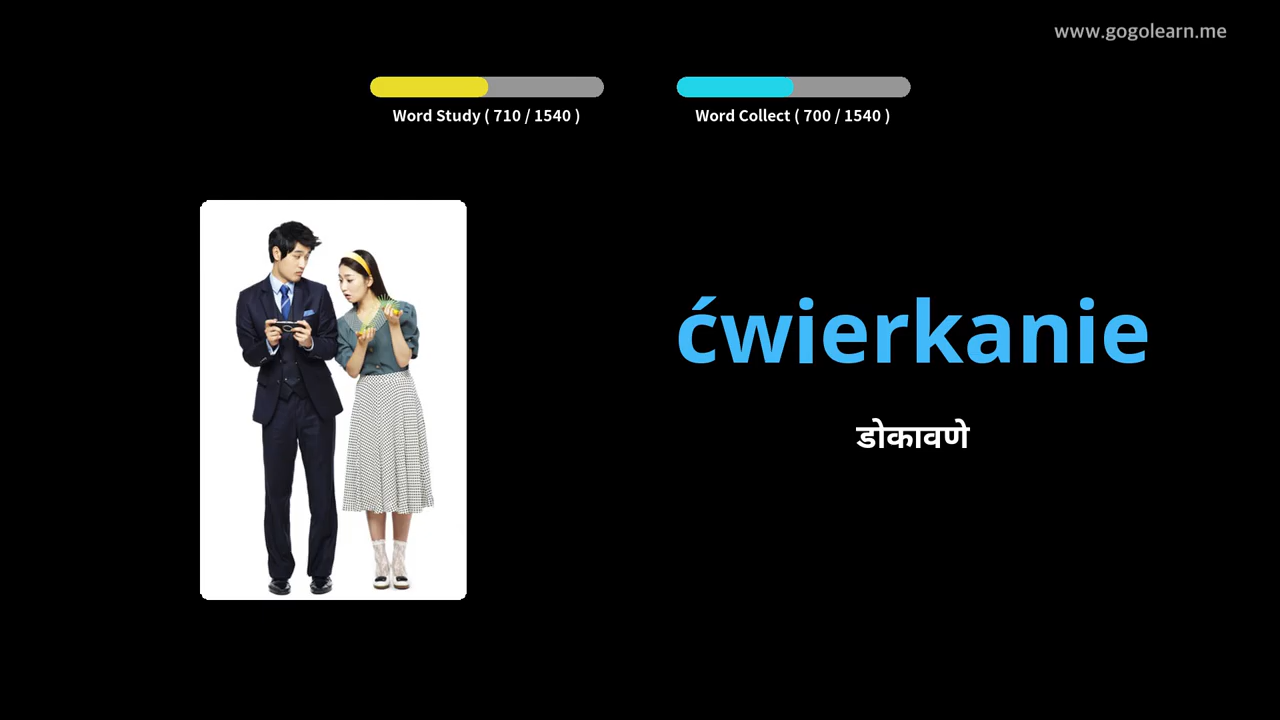 www.gogolearn.me
Word Study ( 710 / 1540 )
Word Collect ( 700 / 1540 )
ćwierkanie
डोकावणे